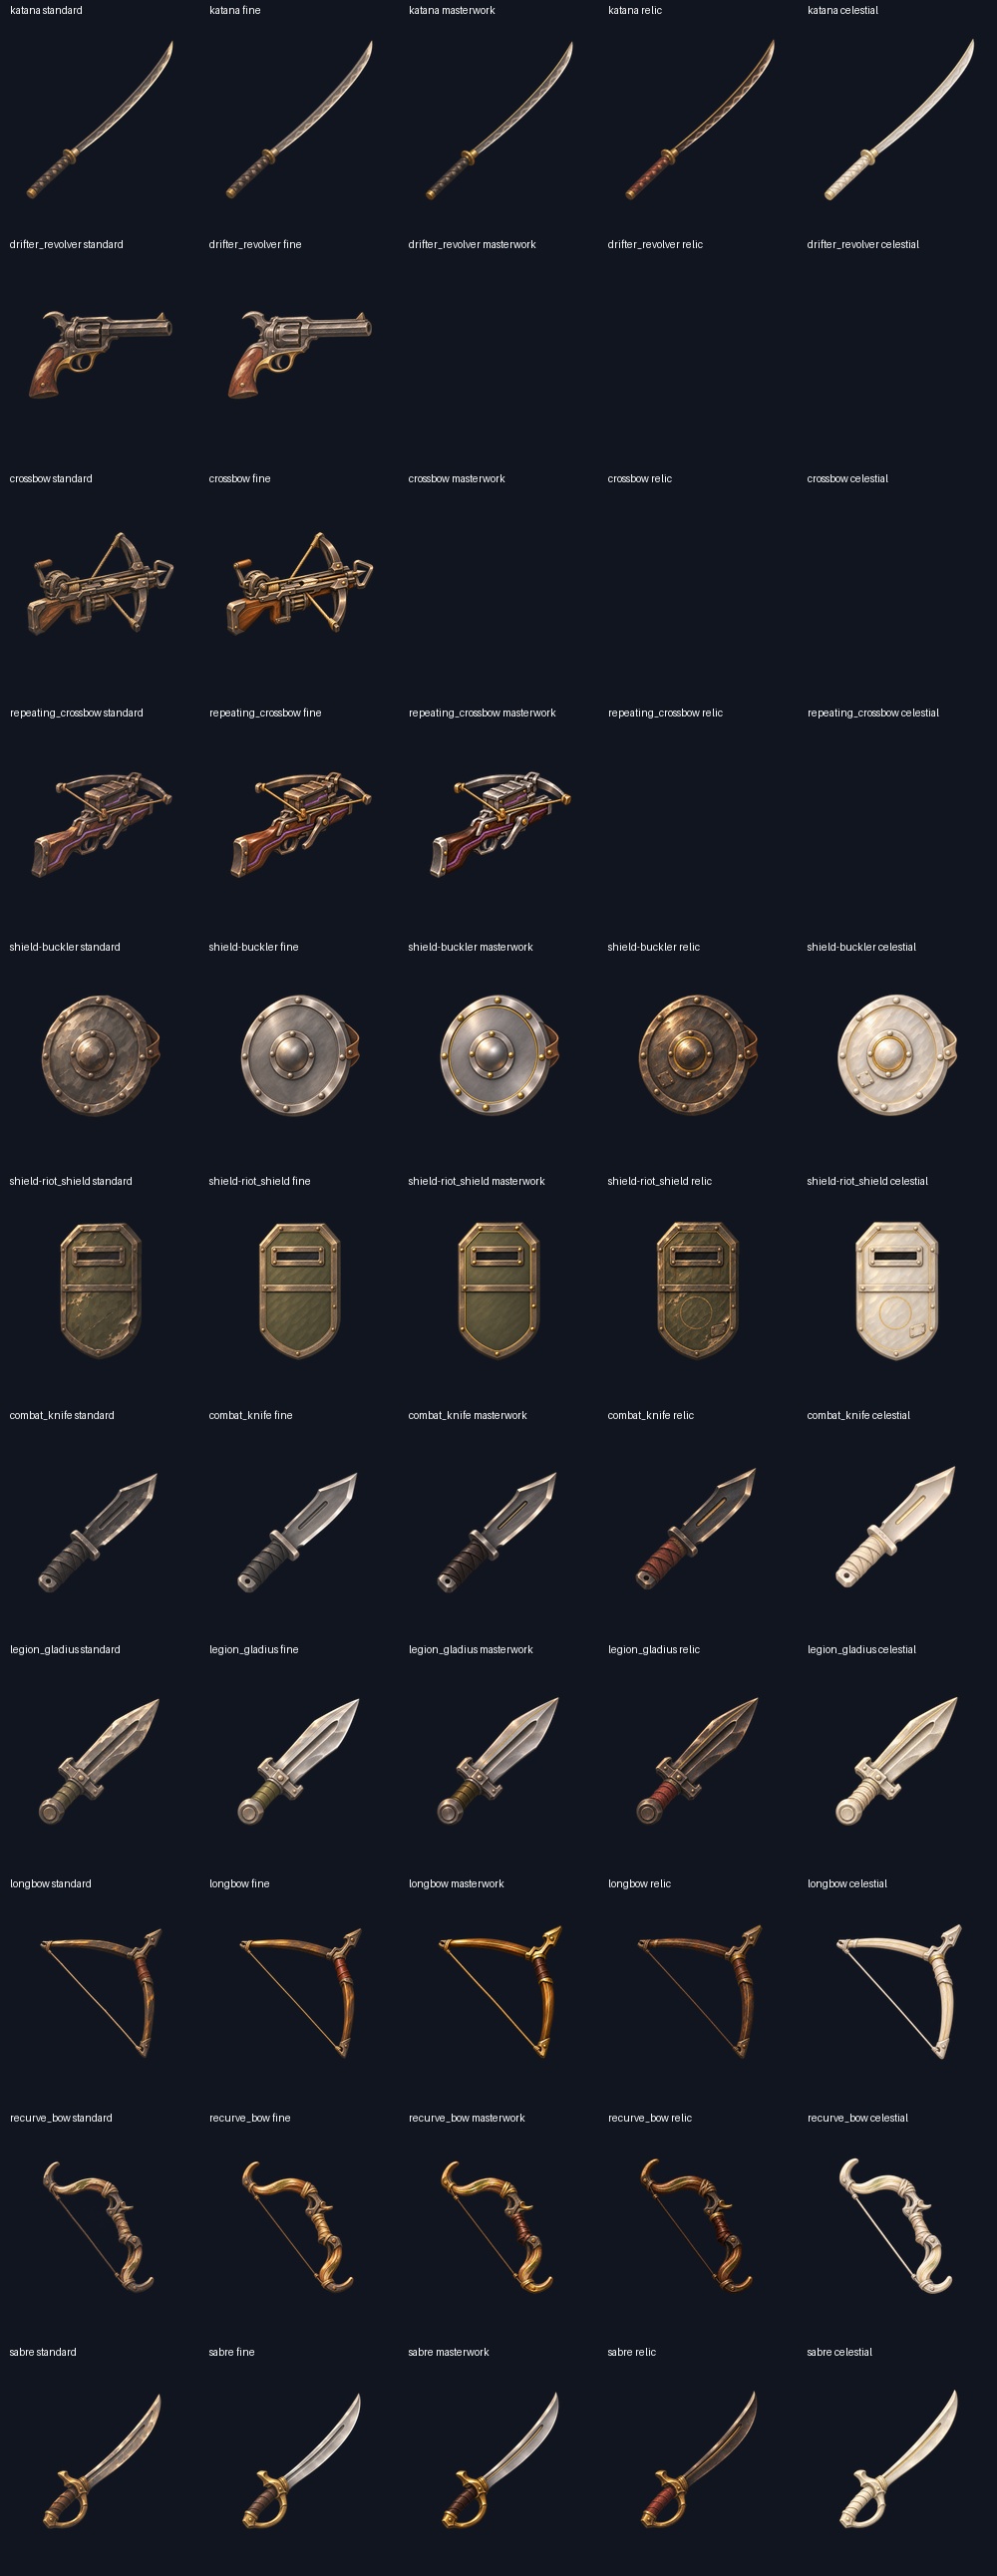 katana standard katana fine katana masterwork katana relic katana celestial
drifter_revolver standard drifter_revolver fine drifter_revolver masterwork drifter_revolver relic drifter_revolver celestial
crossbow standard crossbow fine crossbow masterwork crossbow relic crossbow celestial
repeating_crossbow standard repeating_crossbow fine repeating_crossbow masterwork repeating_crossbow relic repeating_crossbow celestial
shield-buckler standard shield-buckler fine shield-buckler masterwork shield-buckler relic shield-buckler celestial
shield-riot_shield standard shield-riot_shield fine shield-riot_shield masterwork shield-riot_shield relic shield-riot_shield celestial
combat_knife standard combat_knife fine combat_knife masterwork combat_knife relic combat_knife celestial
legion_gladius standard legion_gladius fine legion_gladius masterwork legion_gladius relic legion_gladius celestial
longbow standard longbow fine longbow masterwork longbow relic longbow celestial
recurve_bow standard recurve_bow fine recurve_bow masterwork recurve_bow relic recurve_bow celestial
sabre standard sabre fine sabre masterwork sabre relic sabre celestial